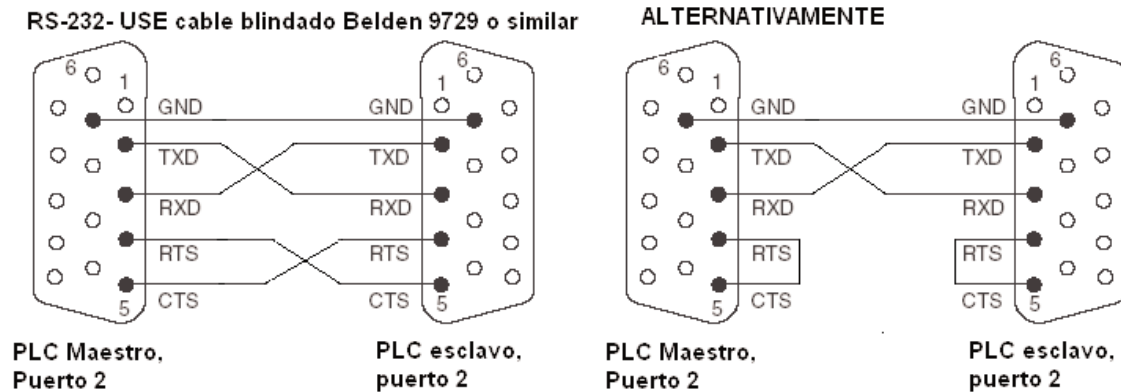 RS-232- USE cable blindado Belden 9729 o similar
6
1
GND
TXD
RXD
RTS
CTS
5
GND
TXD
RXD
RTS
CTS
6
1
5
PLC Maestro,
Puerto 2
PLC esclavo,
puerto 2
ALTERNATIVAMENTE
6
1
GND
TXD
RXD
RTS
CTS
5
GND
TXD
RXD
RTS
CTS
6
1
5
PLC Maestro,
Puerto 2
PLC esclavo,
puerto 2